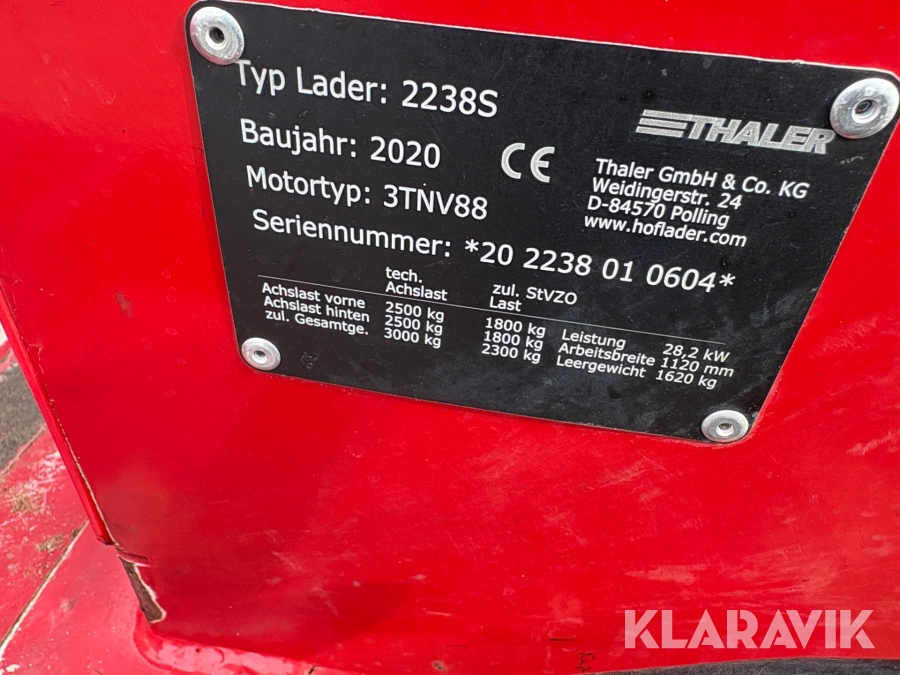 Typ Lader: 2238S
Baujahr: 2020
CE
Motortyp: 3TNV88
Seriennummer: *20 2238 01 0604*
THALER
Thaler GmbH & Co. KG
Weidingerstr. 24
D-84570 Polling
www.hoflader.com
tech. Achslast
zul. StVZO Last
Achslast vorne 2500 kg 1800 kg
Achslast hinten 2500 kg 1800 kg
zul. Gesamtge. 3000 kg 2300 kg
Leistung 28,2 kW
Arbeitsbreite 1120 mm
Leergewicht 1620 kg
KLARAVIK